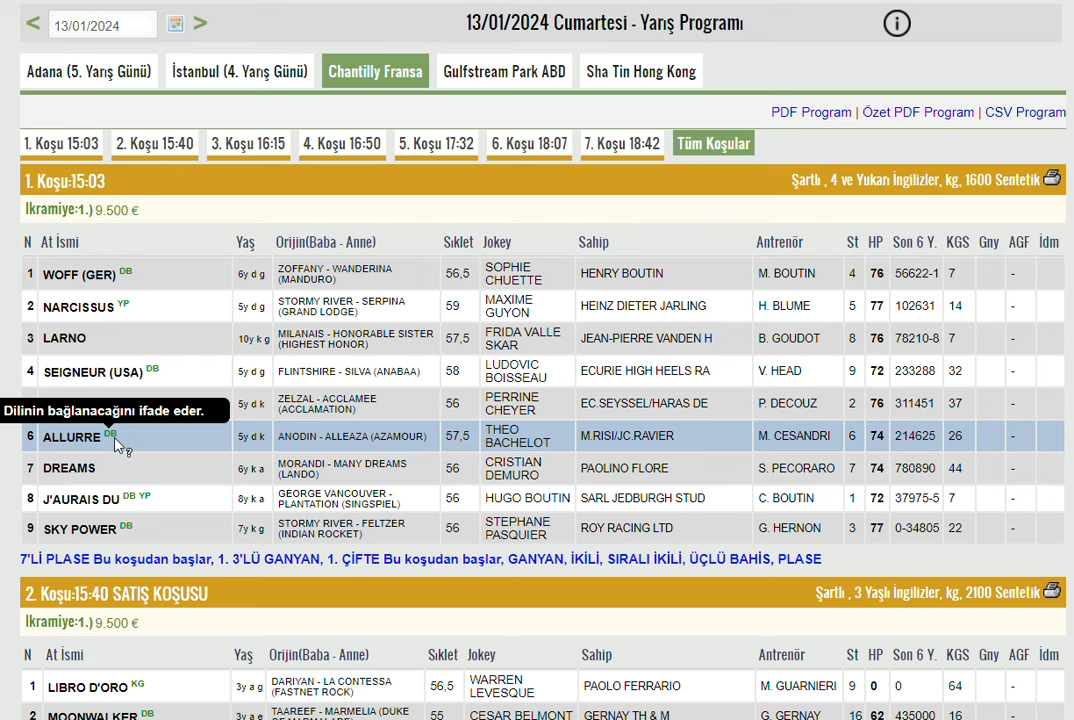 < 13/01/2024 > 13/01/2024 Cumartesi - Yarış Programı
Adana (5. Yarış Günü) İstanbul (4. Yarış Günü) Chantilly Fransa Gulfstream Park ABD Sha Tin Hong Kong
PDF Program | Özet PDF Program | CSV Program
1. Koşu 15:03 2. Koşu 15:40 3. Koşu 16:15 4. Koşu 16:50 5. Koşu 17:32 6. Koşu 18:07 7. Koşu 18:42 Tüm Koşular
1. Koşu:15:03 Şartlı , 4 ve Yukarı İngilizler, kg, 1600 Sentetik
Ikramiye:1.) 9.500 €
N At İsmi Yaş Orijin(Baba - Anne) Sıklet Jokey Sahip Antrenör St HP Son 6 Y. KGS Gny AGF İdm
1 WOFF (GER) DB 6y d g ZOFFANY - WANDERINA (MANDURO) 56,5 SOPHIE CHUETTE HENRY BOUTIN M. BOUTIN 4 76 56622-1 7 -
2 NARCISSUS YP 5y d g STORMY RIVER - SERPINA (GRAND LODGE) 59 MAXIME GUYON HEINZ DIETER JARLING H. BLUME 5 77 102631 14 -
3 LARNO 10y k g MILANAIS - HONORABLE SISTER (HIGHEST HONOR) 57,5 FRIDA VALLE SKAR JEAN-PIERRE VANDEN H B. GOUDOT 8 76 78210-8 7 -
4 SEIGNEUR (USA) DB 5y d g FLINTSHIRE - SILVA (ANABAA) 58 LUDOVIC BOISSEAU ECURIE HIGH HEELS RA V. HEAD 9 72 233288 32 -
5y d k ZELZAL - ACCLAMEE (ACCLAMATION) 56 PERRINE CHEYER EC.SEYSSEL/HARAS DE P. DECOUZ 2 76 311451 37 -
Dilinin bağlanacağını ifade eder.
6 ALLURRE DB 5y d k ANODIN - ALLEAZA (AZAMOUR) 57,5 THEO BACHELOT M.RISI/JC.RAVIER M. CESANDRI 6 74 214625 26 -
7 DREAMS 6y k a MORANDI - MANY DREAMS (LANDO) 56 CRISTIAN DEMURO PAOLINO FLORE S. PECORARO 7 74 780890 44 -
8 J'AURAIS DU DB YP 8y k a GEORGE VANCOUVER - PLANTATION (SINGSPIEL) 56 HUGO BOUTIN SARL JEDBURGH STUD C. BOUTIN 1 72 37975-5 7 -
9 SKY POWER DB 7y k g STORMY RIVER - FELTZER (INDIAN ROCKET) 56 STEPHANE PASQUIER ROY RACING LTD G. HERNON 3 77 0-34805 22 -
7'Lİ PLASE Bu koşudan başlar, 1. 3'LÜ GANYAN, 1. ÇİFTE Bu koşudan başlar, GANYAN, İKİLİ, SIRALI İKİLİ, ÜÇLÜ BAHİS, PLASE
2. Koşu:15:40 SATIŞ KOŞUSU Şartlı , 3 Yaşlı İngilizler, kg, 2100 Sentetik
Ikramiye:1.) 9.500 €
N At İsmi Yaş Orijin(Baba - Anne) Sıklet Jokey Sahip Antrenör St HP Son 6 Y. KGS Gny AGF İdm
1 LIBRO D'ORO KG 3y a g DARIYAN - LA CONTESSA (FASTNET ROCK) 56,5 WARREN LEVESQUE PAOLO FERRARIO M. GUARNIERI 9 0 0 64 -
2 MOONWALKER DB 3y a e TAAREEF - MARMELIA (DUKE OF MARMALADE) 55 CESAR BELMONT GERNAY TH & M G. GERNAY 16 62 435000 16 -